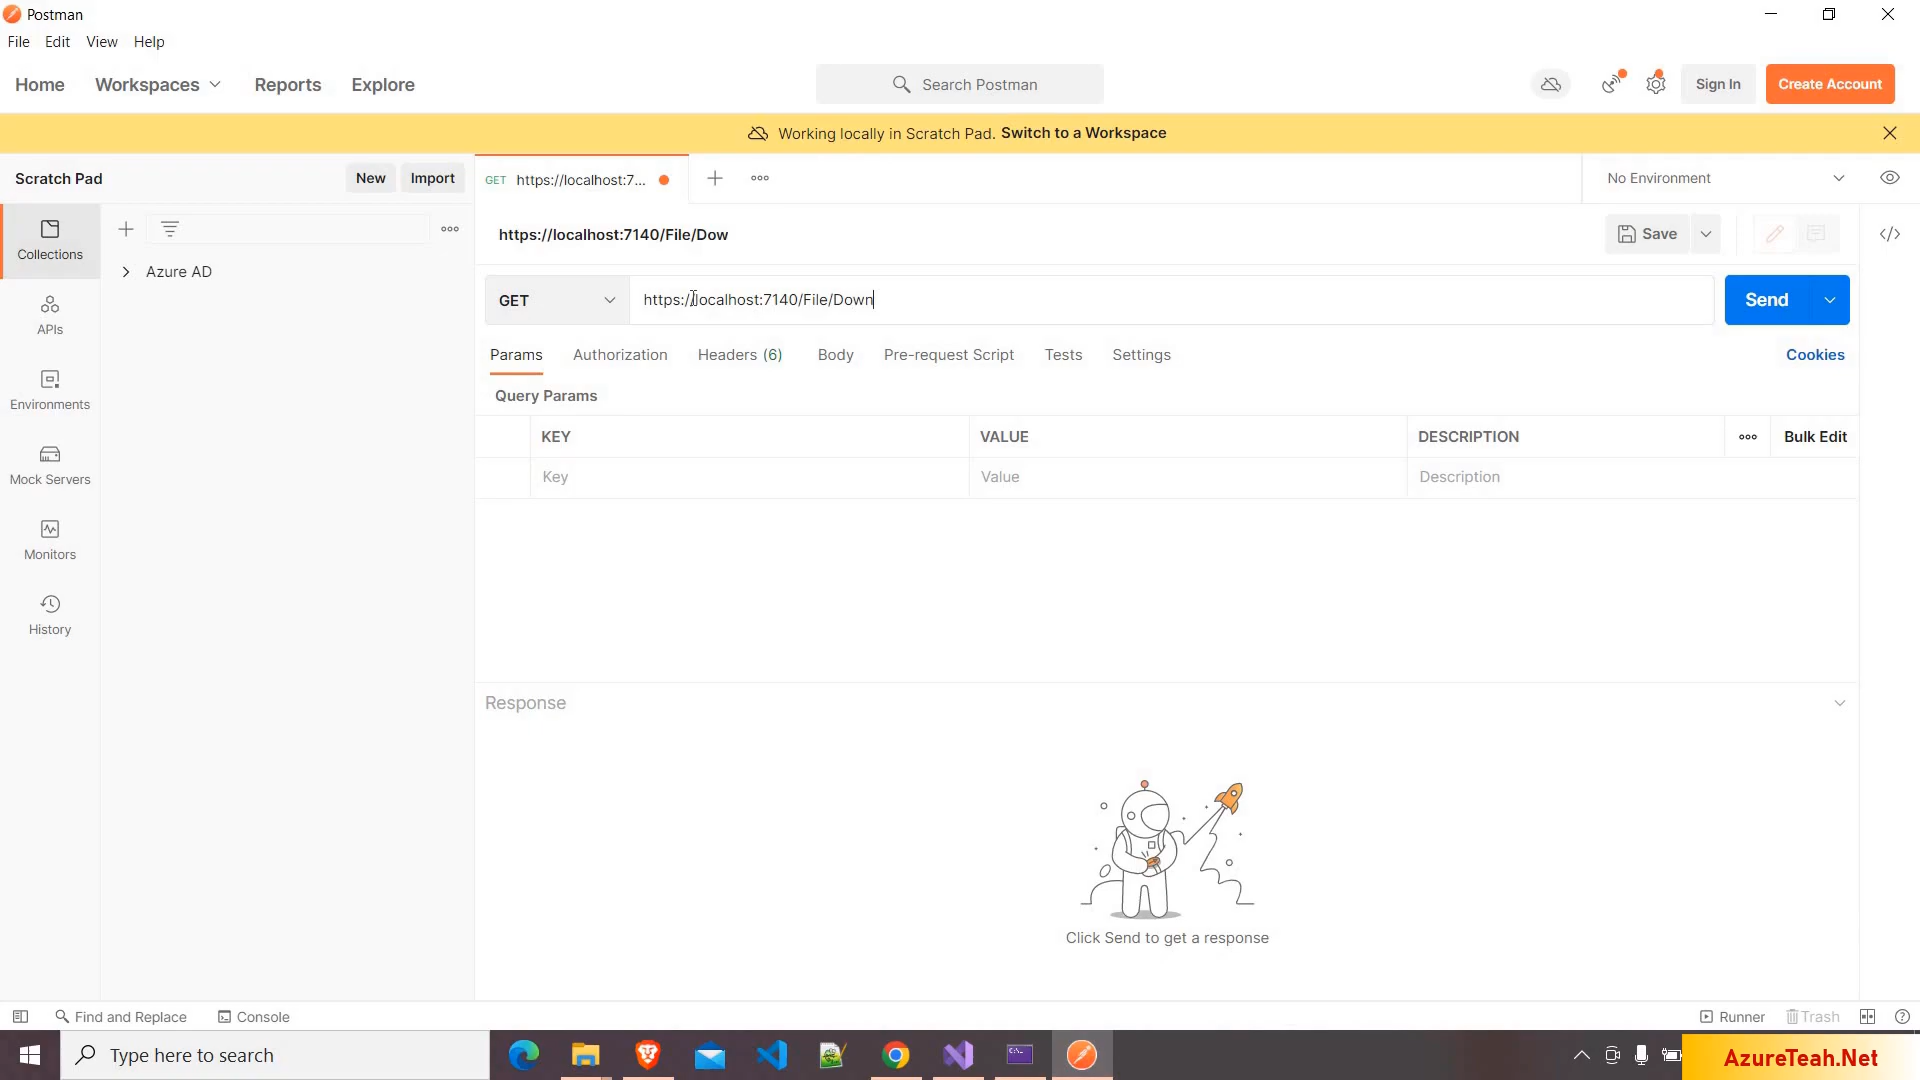 Postman
File Edit View Help
Home Workspaces Reports Explore Search Postman Sign In Create Account
Working locally in Scratch Pad. Switch to a Workspace
Scratch Pad New Import GET https://localhost:7... No Environment
https://localhost:7140/File/Dow Save
Collections
Azure AD
GET https://localhost:7140/File/Down Send
APIs
Params Authorization Headers (6) Body Pre-request Script Tests Settings Cookies
Query Params
Environments
KEY VALUE DESCRIPTION Bulk Edit
Key Value Description
Mock Servers
Monitors
History
Response
Click Send to get a response
Find and Replace Console Runner Trash
Type here to search
AzureTeah.Net